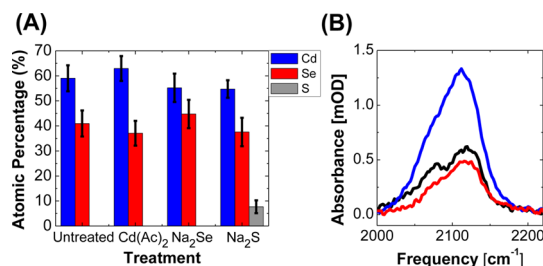 (A)
Atomic Percentage (%)
70
60
50
40
30
20
10
0
Cd
Se
S
Untreated Cd(Ac)2 Na2Se Na2S
Treatment
(B)
Absorbance [mOD]
1.5
1.0
0.5
0.0
2000 2100 2200
Frequency [cm-1]